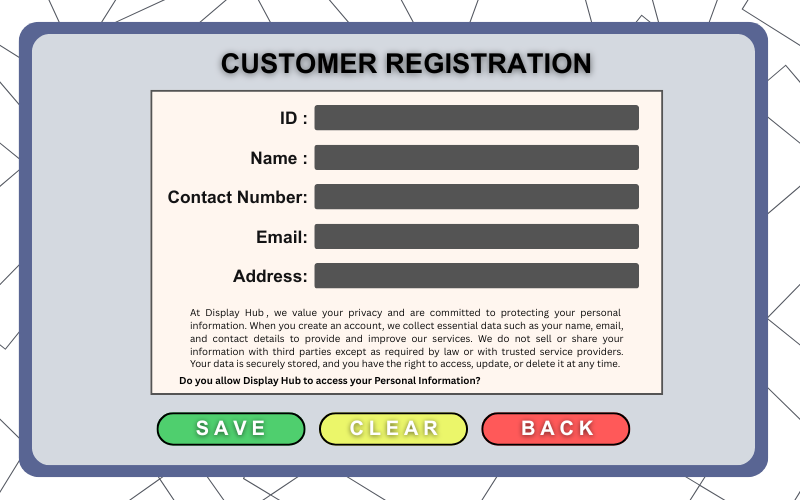 CUSTOMER REGISTRATION
ID :
Name :
Contact Number:
Email:
Address:
At Display Hub , we value your privacy and are committed to protecting your personal
information. When you create an account, we collect essential data such as your name, email,
and contact details to provide and improve our services. We do not sell or share your
information with third parties except as required by law or with trusted service providers.
Your data is securely stored, and you have the right to access, update, or delete it at any time.
Do you allow Display Hub to access your Personal Information?
SAVE CLEAR BACK